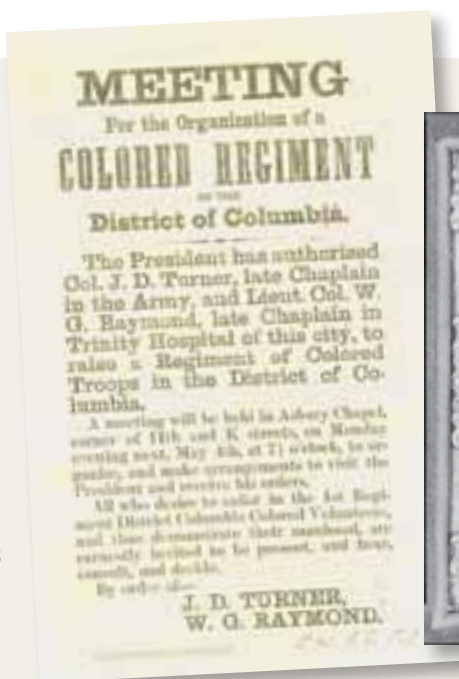 MEETING
For the Organization of a
COLORED REGIMENT
IN THE
District of Columbia.
The President has authorized
Col. J. D. Turner, late Chaplain
in the Army, and Lieut. Col. W.
G. Raymond, late Chaplain in
Trinity Hospital of this city, to
raise a Regiment of Colored
Troops in the District of Co-
lumbia.
A meeting will be held in Asbury Chapel,
corner of 11th and K streets, on Monday
evening next, May 4th, at 7½ o'clock, to or-
ganize, and make arrangements to visit the
President and receive his orders.
All who desire to enlist in the 1st Regi-
ment District Columbia Colored Volunteers,
and thus demonstrate their manhood, are
earnestly invited to be present, and hear,
consult, and decide.
By order of
J. D. TURNER,
W. G. RAYMOND.